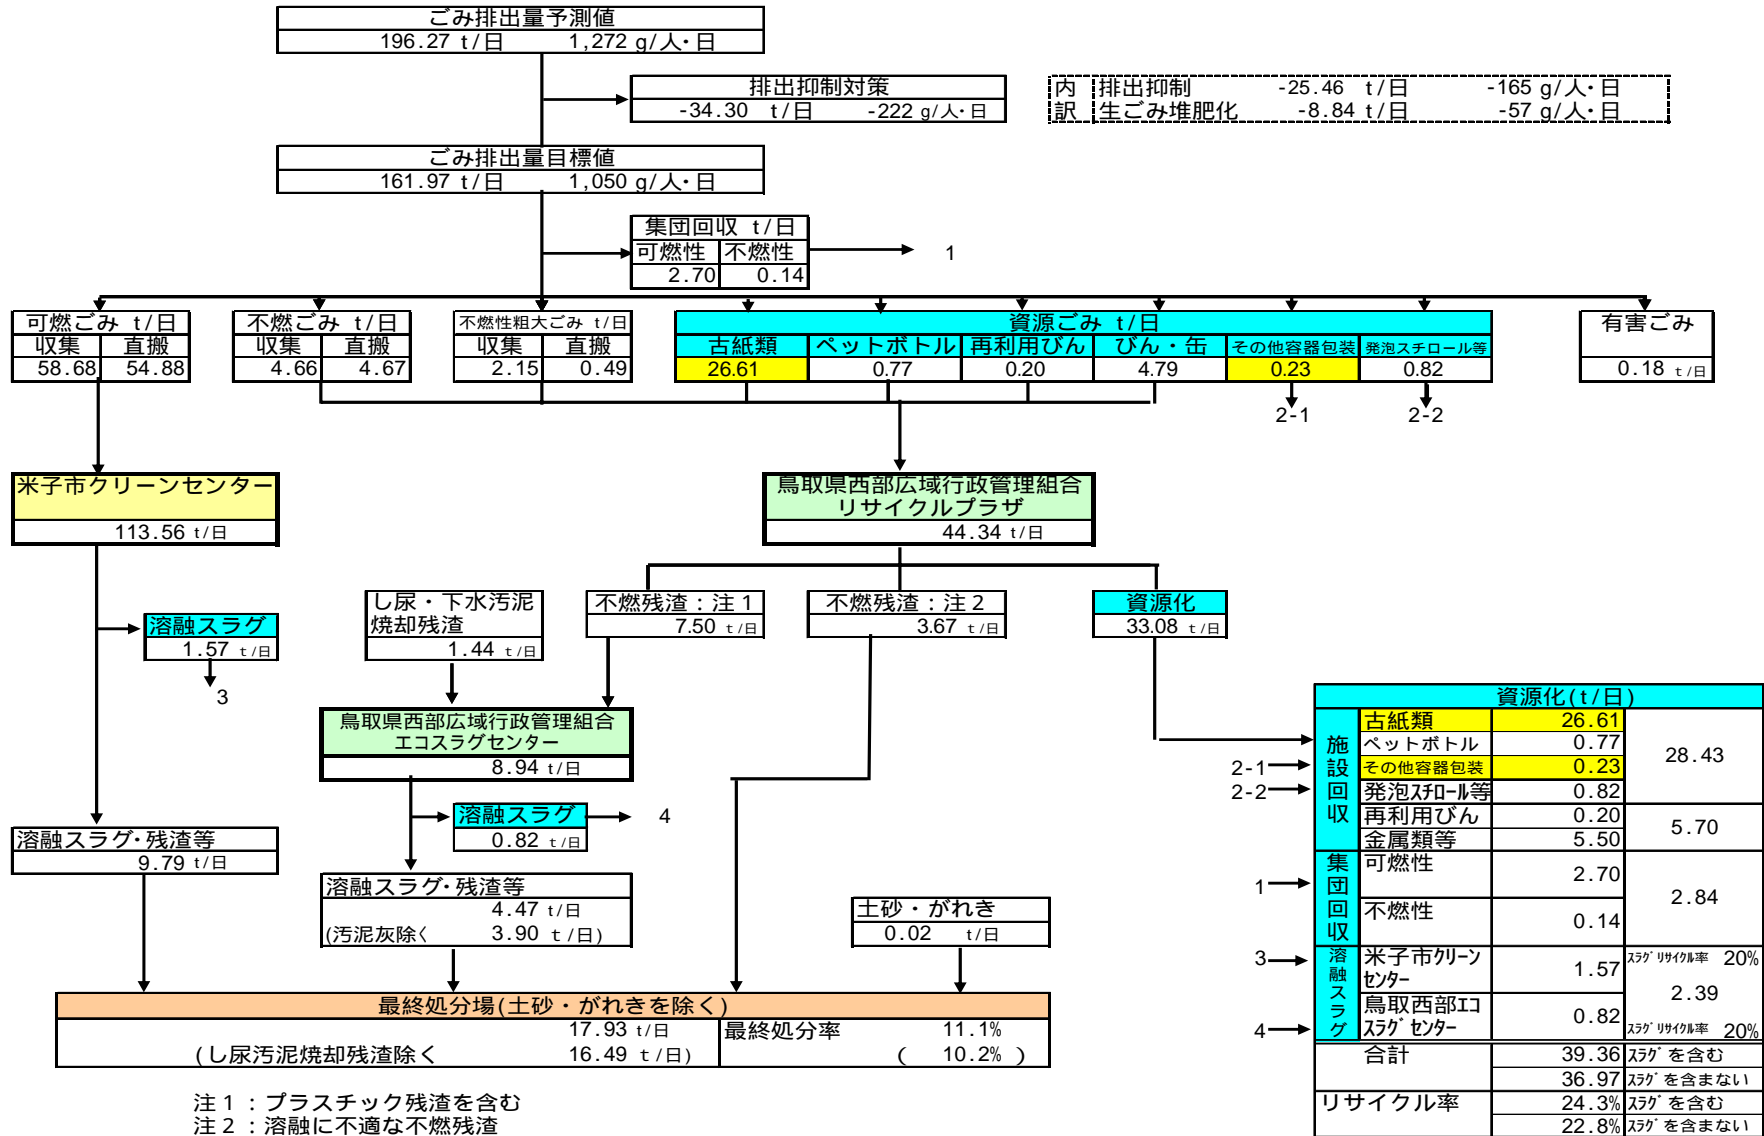 ごみ排出量予測値
196.27 t/日 1,272 g/人・日
排出抑制対策
-34.30 t/日 -222 g/人・日
内訳 排出抑制 -25.46 t/日 -165 g/人・日
生ごみ堆肥化 -8.84 t/日 -57 g/人・日
ごみ排出量目標値
161.97 t/日 1,050 g/人・日
集団回収 t/日
可燃性 不燃性
2.70 0.14
1
可燃ごみ t/日
収集 直搬
58.68 54.88
不燃ごみ t/日
収集 直搬
4.66 4.67
不燃性粗大ごみ t/日
収集 直搬
2.15 0.49
資源ごみ t/日
古紙類 ペットボトル 再利用びん びん・缶 その他容器包装 発泡スチロール等
26.61 0.77 0.20 4.79 0.23 0.82
有害ごみ
0.18 t/日
2-1 2-2
米子市クリーンセンター
113.56 t/日
鳥取県西部広域行政管理組合
リサイクルプラザ
44.34 t/日
溶融スラグ
1.57 t/日
3
し尿・下水汚泥
焼却残渣
1.44 t/日
不燃残渣：注１
7.50 t/日
不燃残渣：注２
3.67 t/日
資源化
33.08 t/日
鳥取県西部広域行政管理組合
エコスラグセンター
8.94 t/日
溶融スラグ
0.82 t/日
4
溶融スラグ・残渣等
9.79 t/日
溶融スラグ・残渣等
4.47 t/日
(汚泥灰除く 3.90 t/日)
土砂・がれき
0.02 t/日
最終処分場(土砂・がれきを除く)
17.93 t/日 最終処分率 11.1%
(し尿汚泥焼却残渣除く 16.49 t/日) ( 10.2% )
注１：プラスチック残渣を含む
注２：溶融に不適な不燃残渣
資源化(t/日)
施設回収
古紙類 26.61
ペットボトル 0.77
28.43
2-1 その他容器包装 0.23
2-2 発泡ｽﾁﾛｰﾙ等 0.82
再利用びん 0.20
5.70
金属類等 5.50
集団回収
可燃性 2.70
1
2.84
不燃性 0.14
溶融スラグ
3 米子市ｸﾘｰﾝ
ｾﾝﾀｰ 1.57 ｽﾗｸﾞﾘｻｲｸﾙ率 20%
2.39
鳥取西部ｴｺ
4 ｽﾗｸﾞｾﾝﾀｰ 0.82 ｽﾗｸﾞﾘｻｲｸﾙ率 20%
合計 39.36 ｽﾗｸﾞを含む
36.97 ｽﾗｸﾞを含まない
リサイクル率 24.3% ｽﾗｸﾞを含む
22.8% ｽﾗｸﾞを含まない